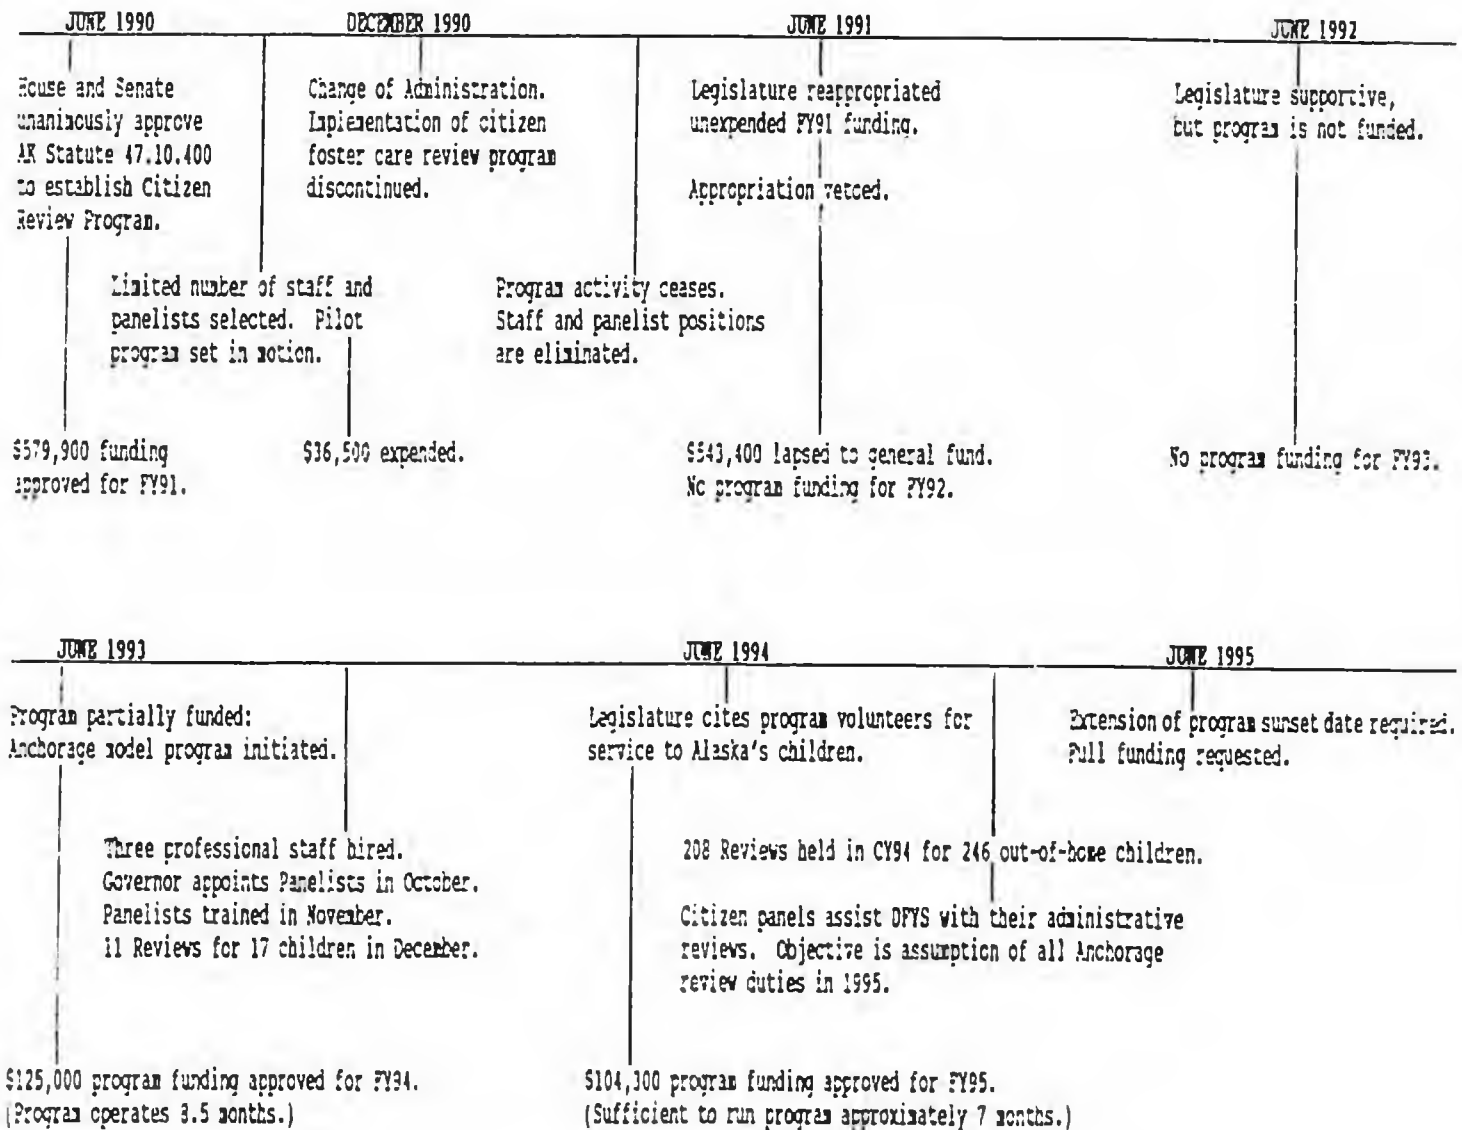 JUNE 1990
House and Senate
unanimously approve
AK Statute 47.10.400
to establish Citizen
Review Program.
$579,900 funding
approved for FY91.
Limited number of staff and
panelists selected. Pilot
program set in motion.
DECEMBER 1990
Change of Administration.
Implementation of citizen
foster care review program
discontinued.
$36,500 expended.
Program activity ceases.
Staff and panelist positions
are eliminated.
JUNE 1991
Legislature reappropriated
unexpended FY91 funding.
Appropriation vetoed.
$543,400 lapsed to general fund.
No program funding for FY92.
JUNE 1992
Legislature supportive,
but program is not funded.
No program funding for FY93.
JUNE 1993
Program partially funded:
Anchorage model program initiated.
Three professional staff hired.
Governor appoints Panelists in October.
Panelists trained in November.
11 Reviews for 17 children in December.
$125,000 program funding approved for FY94.
(Program operates months.)
JUNE 1994
Legislature cites program volunteers for
service to Alaska's children.
208 Reviews held in CY94 for 246 out-of-home children.
Citizen panels assist DFYS with their administrative
reviews. Objective is assumption of all Anchorage
review duties in 1995.
$104,300 program funding approved for FY95.
(Sufficient to run program approximately 7 months.)
JUNE 1995
Extension of program sunset date required.
Full funding requested.